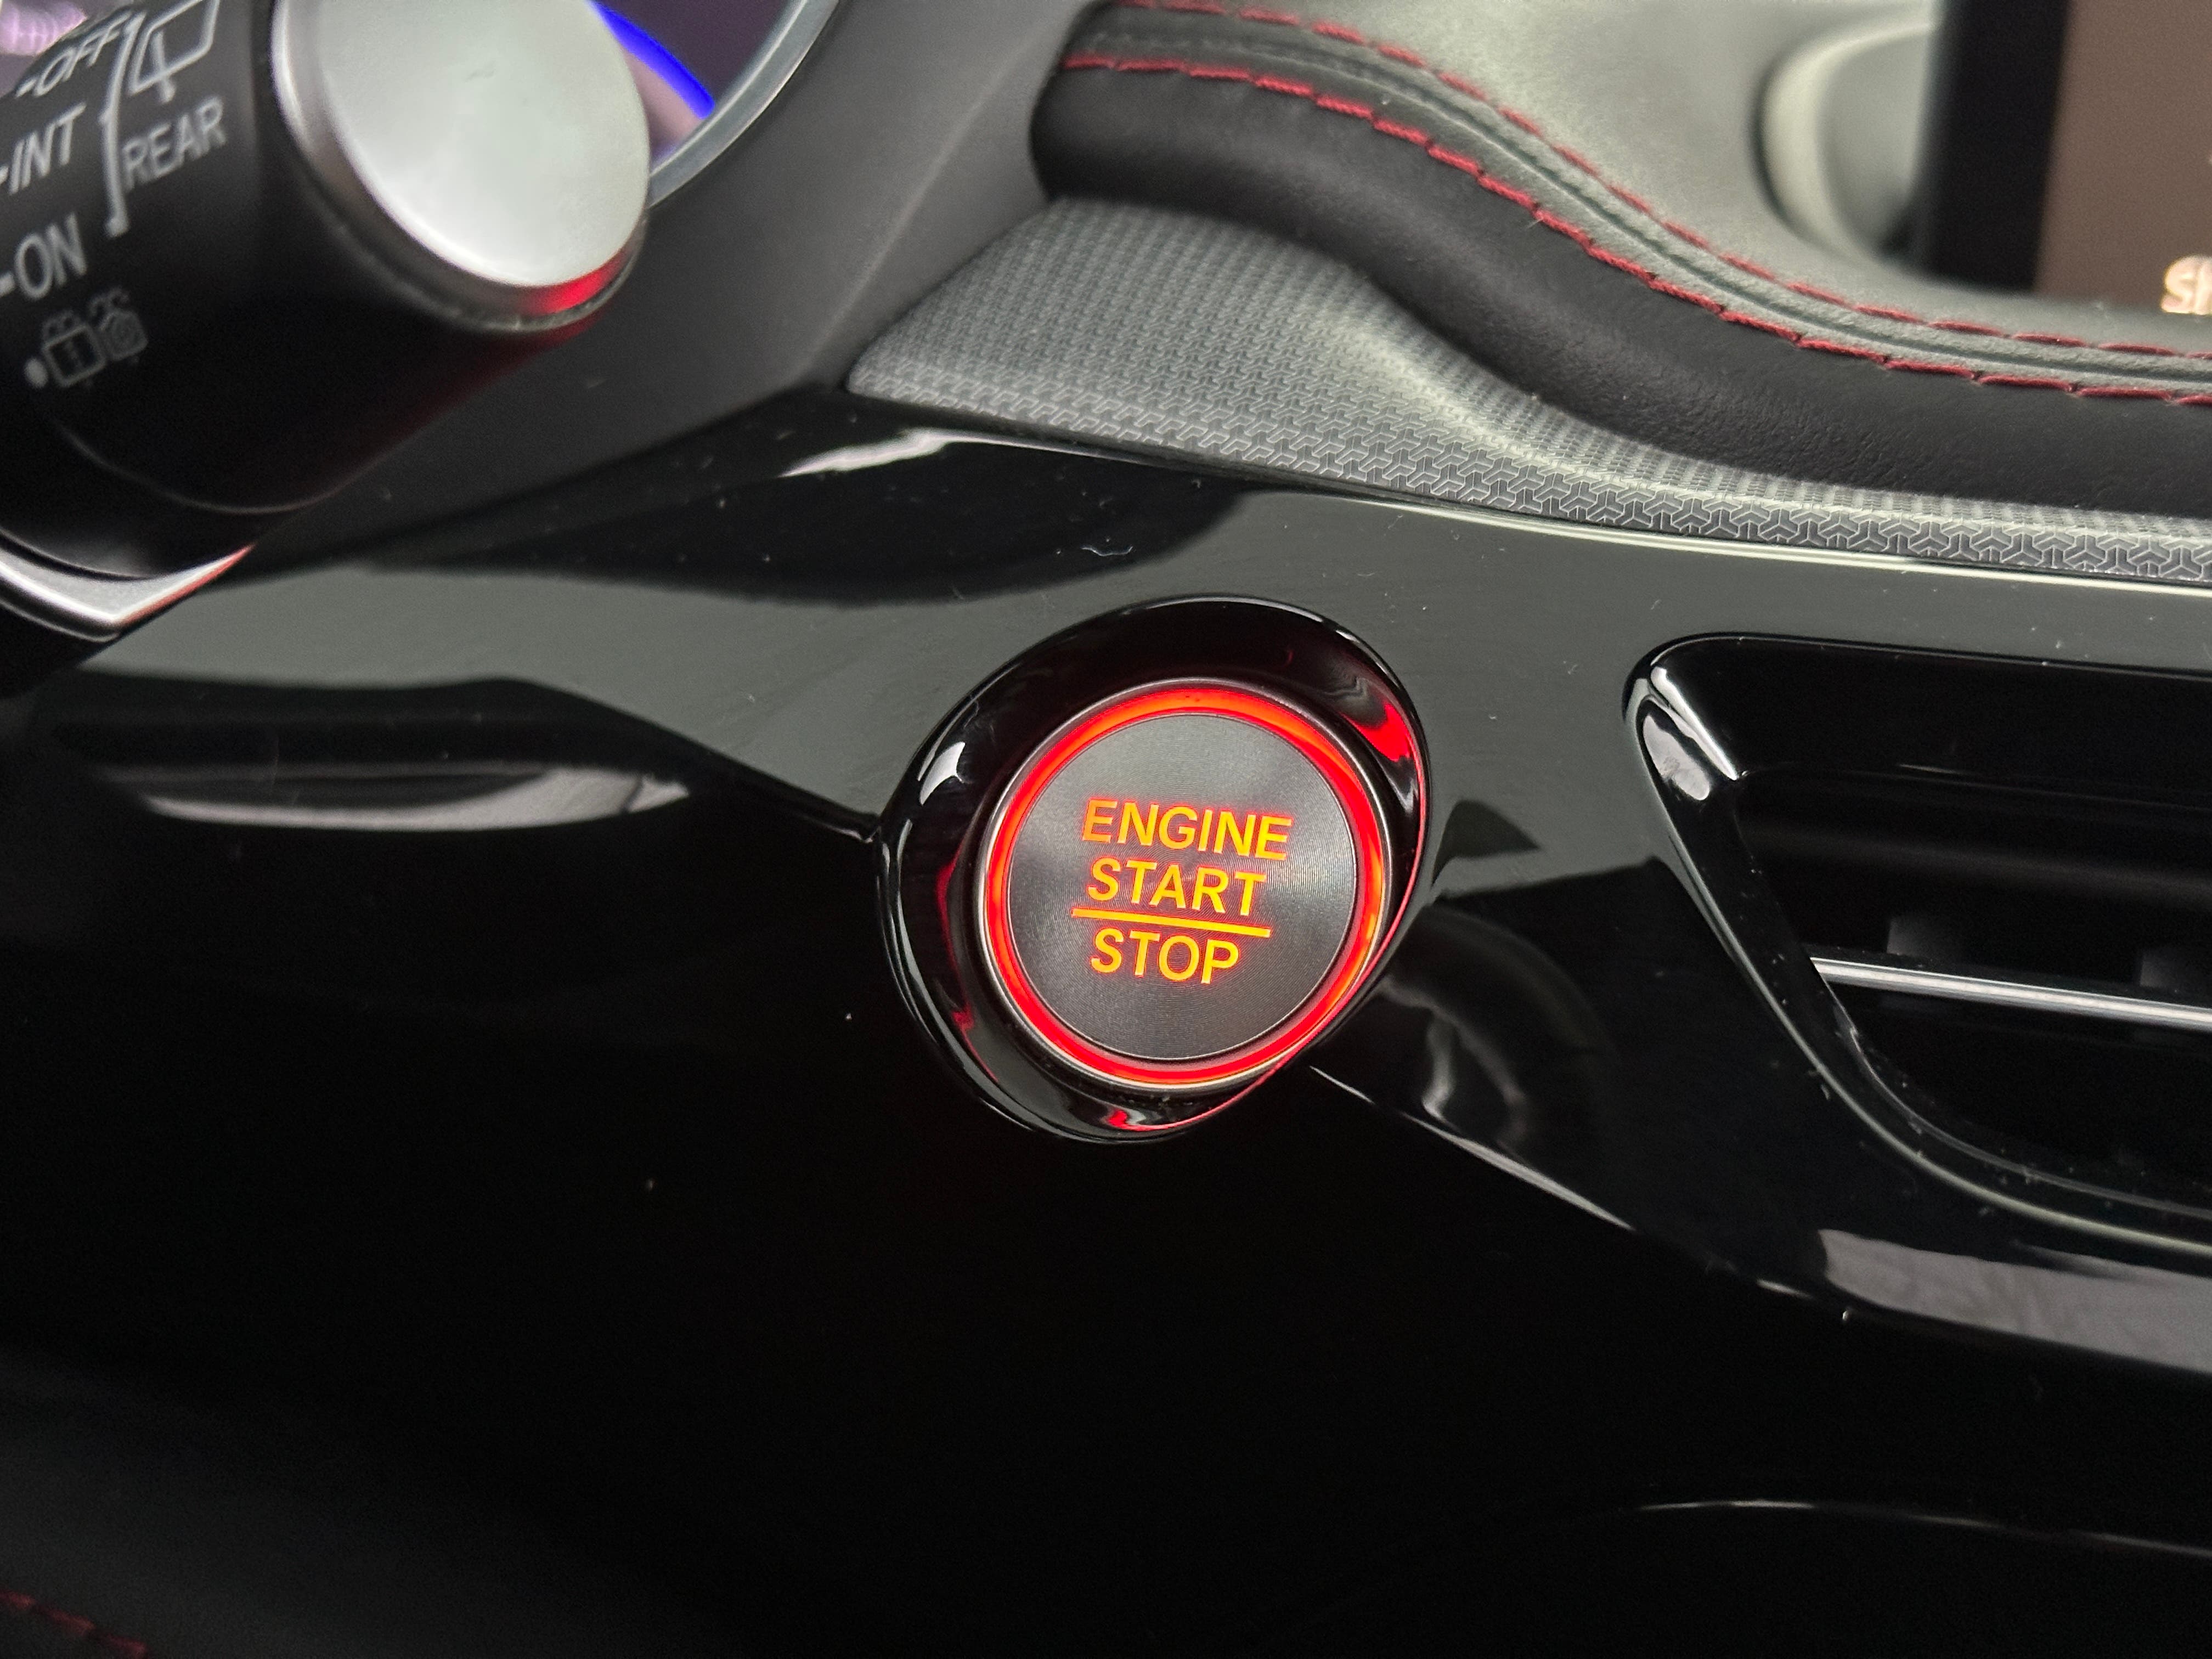 -OFF
-INT
REAR
-ON
ENGINE
START
STOP